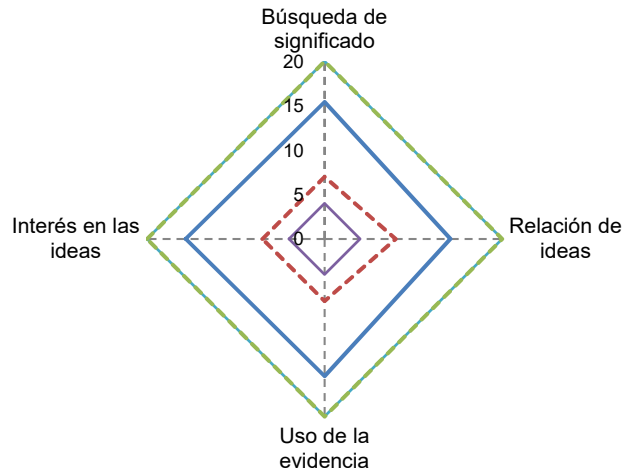 Búsqueda de
significado
20
15
10
5
0
Interés en las
ideas
Relación de
ideas
Uso de la
evidencia